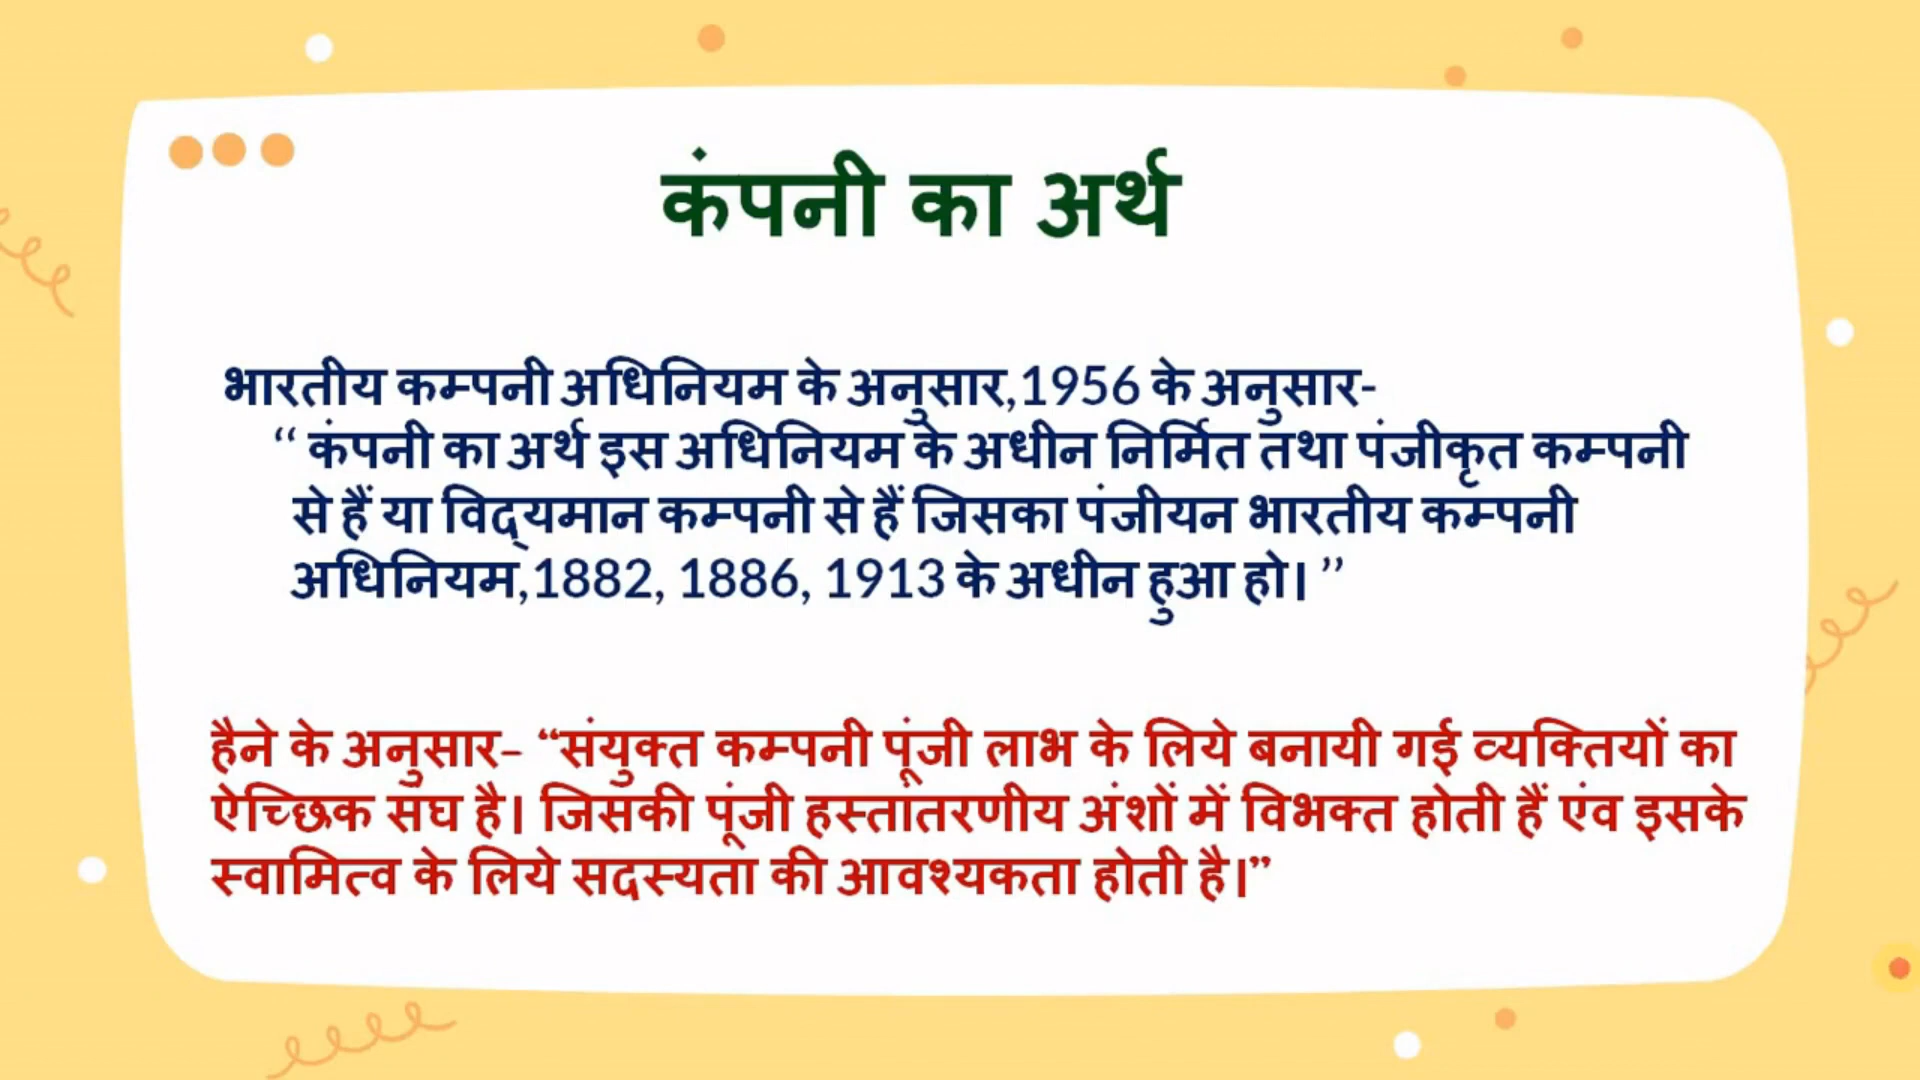 कंपनी का अर्थ
भारतीय कम्पनी अधिनियम के अनुसार,1956 के अनुसार-
‘‘ कंपनी का अर्थ इस अधिनियम के अधीन निर्मित तथा पंजीकृत कम्पनी
से हैं या विद्यमान कम्पनी से हैं जिसका पंजीयन भारतीय कम्पनी
अधिनियम,1882, 1886, 1913 के अधीन हुआ हो। ’’
हैने के अनुसार– “संयुक्त कम्पनी पूंजी लाभ के लिये बनायी गई व्यक्तियों का
ऐच्छिक संघ है। जिसकी पूंजी हस्तांतरणीय अंशों में विभक्त होती हैं एंव इसके
स्वामित्व के लिये सदस्यता की आवश्यकता होती है।”